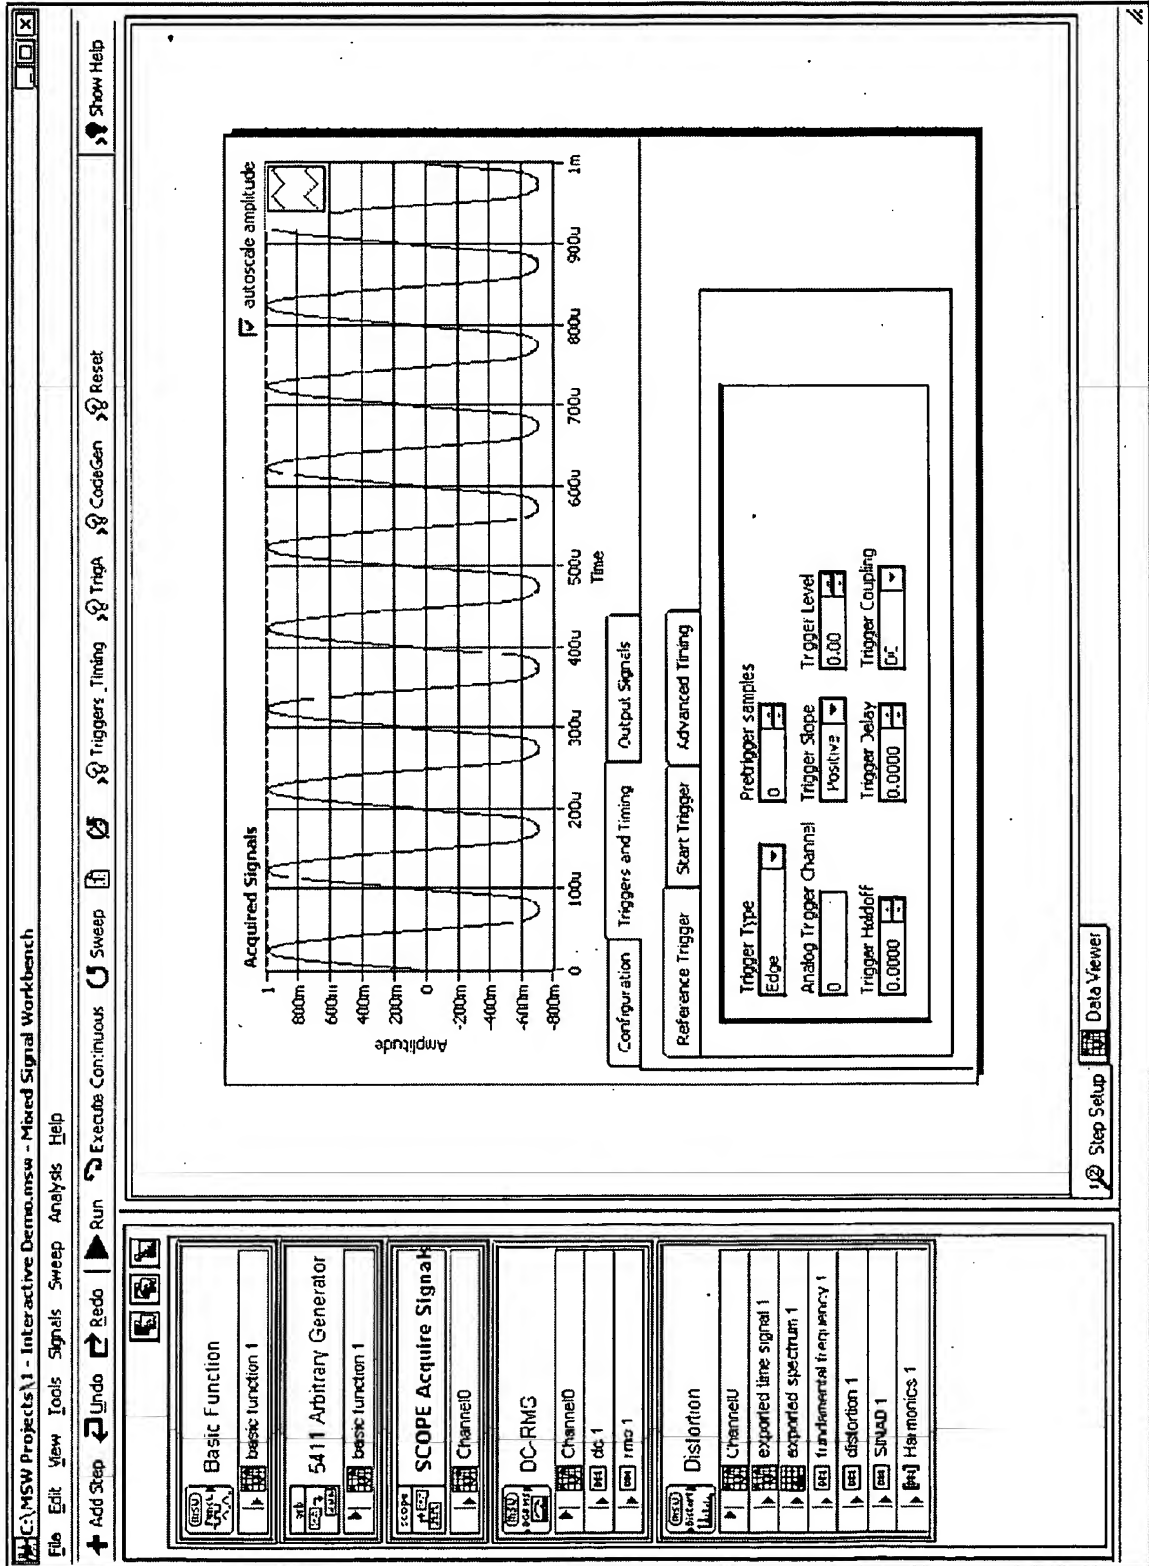 C:\MSW Projects\1 - Interactive Demo.msw - Mixed Signal Workbench
File Edit View Tools Signals Sweep Analysis Help
Add Step Undo Redo Run Execute Continuous Sweep Triggers_Timing TrigA CodeGen Reset Show Help
Basic Function
basic function 1
arb
5411 Arbitrary Generator
basic function 1
scope
SCOPE Acquire Signals
Channel0
DC-RMS
Channel0
dc 1
rms 1
Distortion
Channel0
exported time signal 1
exported spectrum 1
fundamental frequency 1
distortion 1
SINAD 1
Harmonics 1
Acquired Signals
autoscale amplitude
Amplitude
1
800m
600m
400m
200m
0
-200m
-400m
-600m
-800m
0 100u 200u 300u 400u 500u 600u 700u 800u 900u 1m
Time
Configuration Triggers and Timing Output Signals
Reference Trigger Start Trigger Advanced Timing
Trigger Type Pretrigger samples
Edge 0
Analog Trigger Channel Trigger Slope Trigger Level
0 Positive 0.00
Trigger Holdoff Trigger Delay Trigger Coupling
0.0000 0.0000 DC
Step Setup Data Viewer